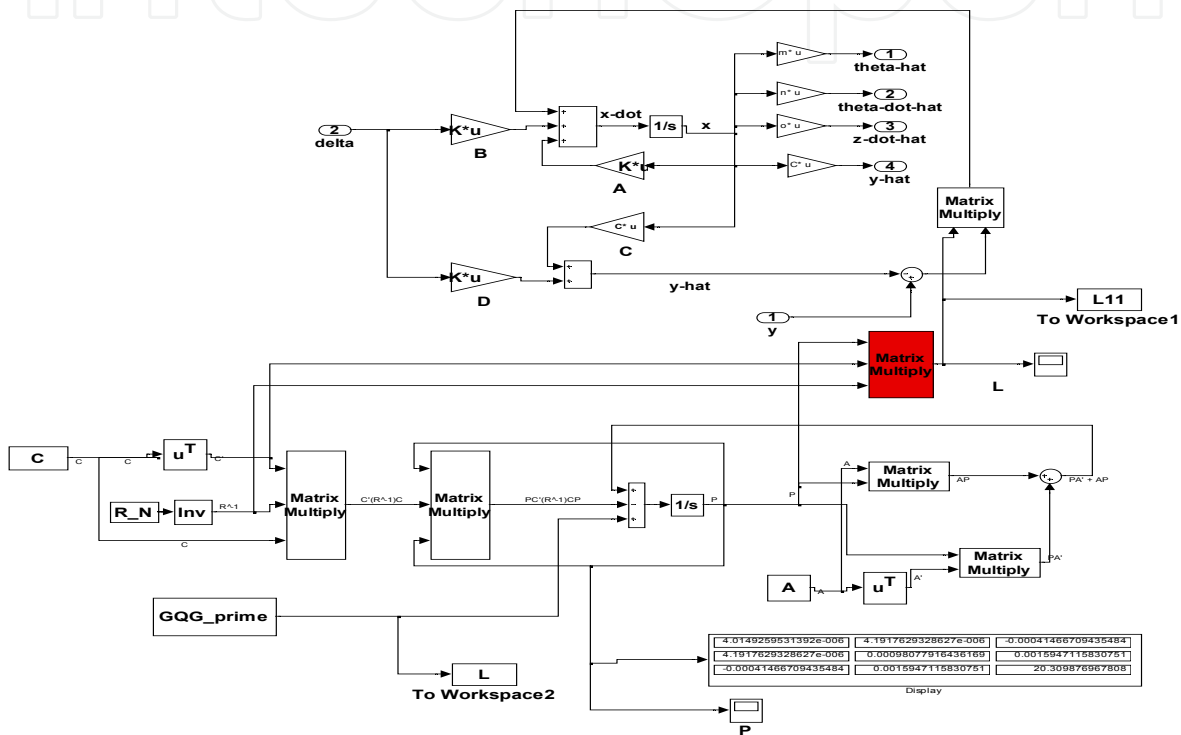 m* u
1
theta-hat
n* u
2
theta-dot-hat
x-dot
1/s
x
o* u
3
z-dot-hat
2
delta
K*u
B
K*u
A
C* u
4
y-hat
Matrix
Multiply
C* u
C
K*u
D
y-hat
1
y
L11
To Workspace1
Matrix
Multiply
L
C
C
C
u^T
C'
R_N
Inv
R^-1
C
Matrix
Multiply
C'(R^-1)C
Matrix
Multiply
PC'(R^-1)CP
1/s
P
P
A
Matrix
Multiply
AP
PA' + AP
Matrix
Multiply
PA'
A
A
u^T
A'
GQG_prime
L
To Workspace2
4.0149259531392e-006 4.1917629328627e-006 -0.00041466709435484
4.1917629328627e-006 0.00098077916436169 0.0015947115830751
-0.00041466709435484 0.0015947115830751 20.309876967808
Display
P